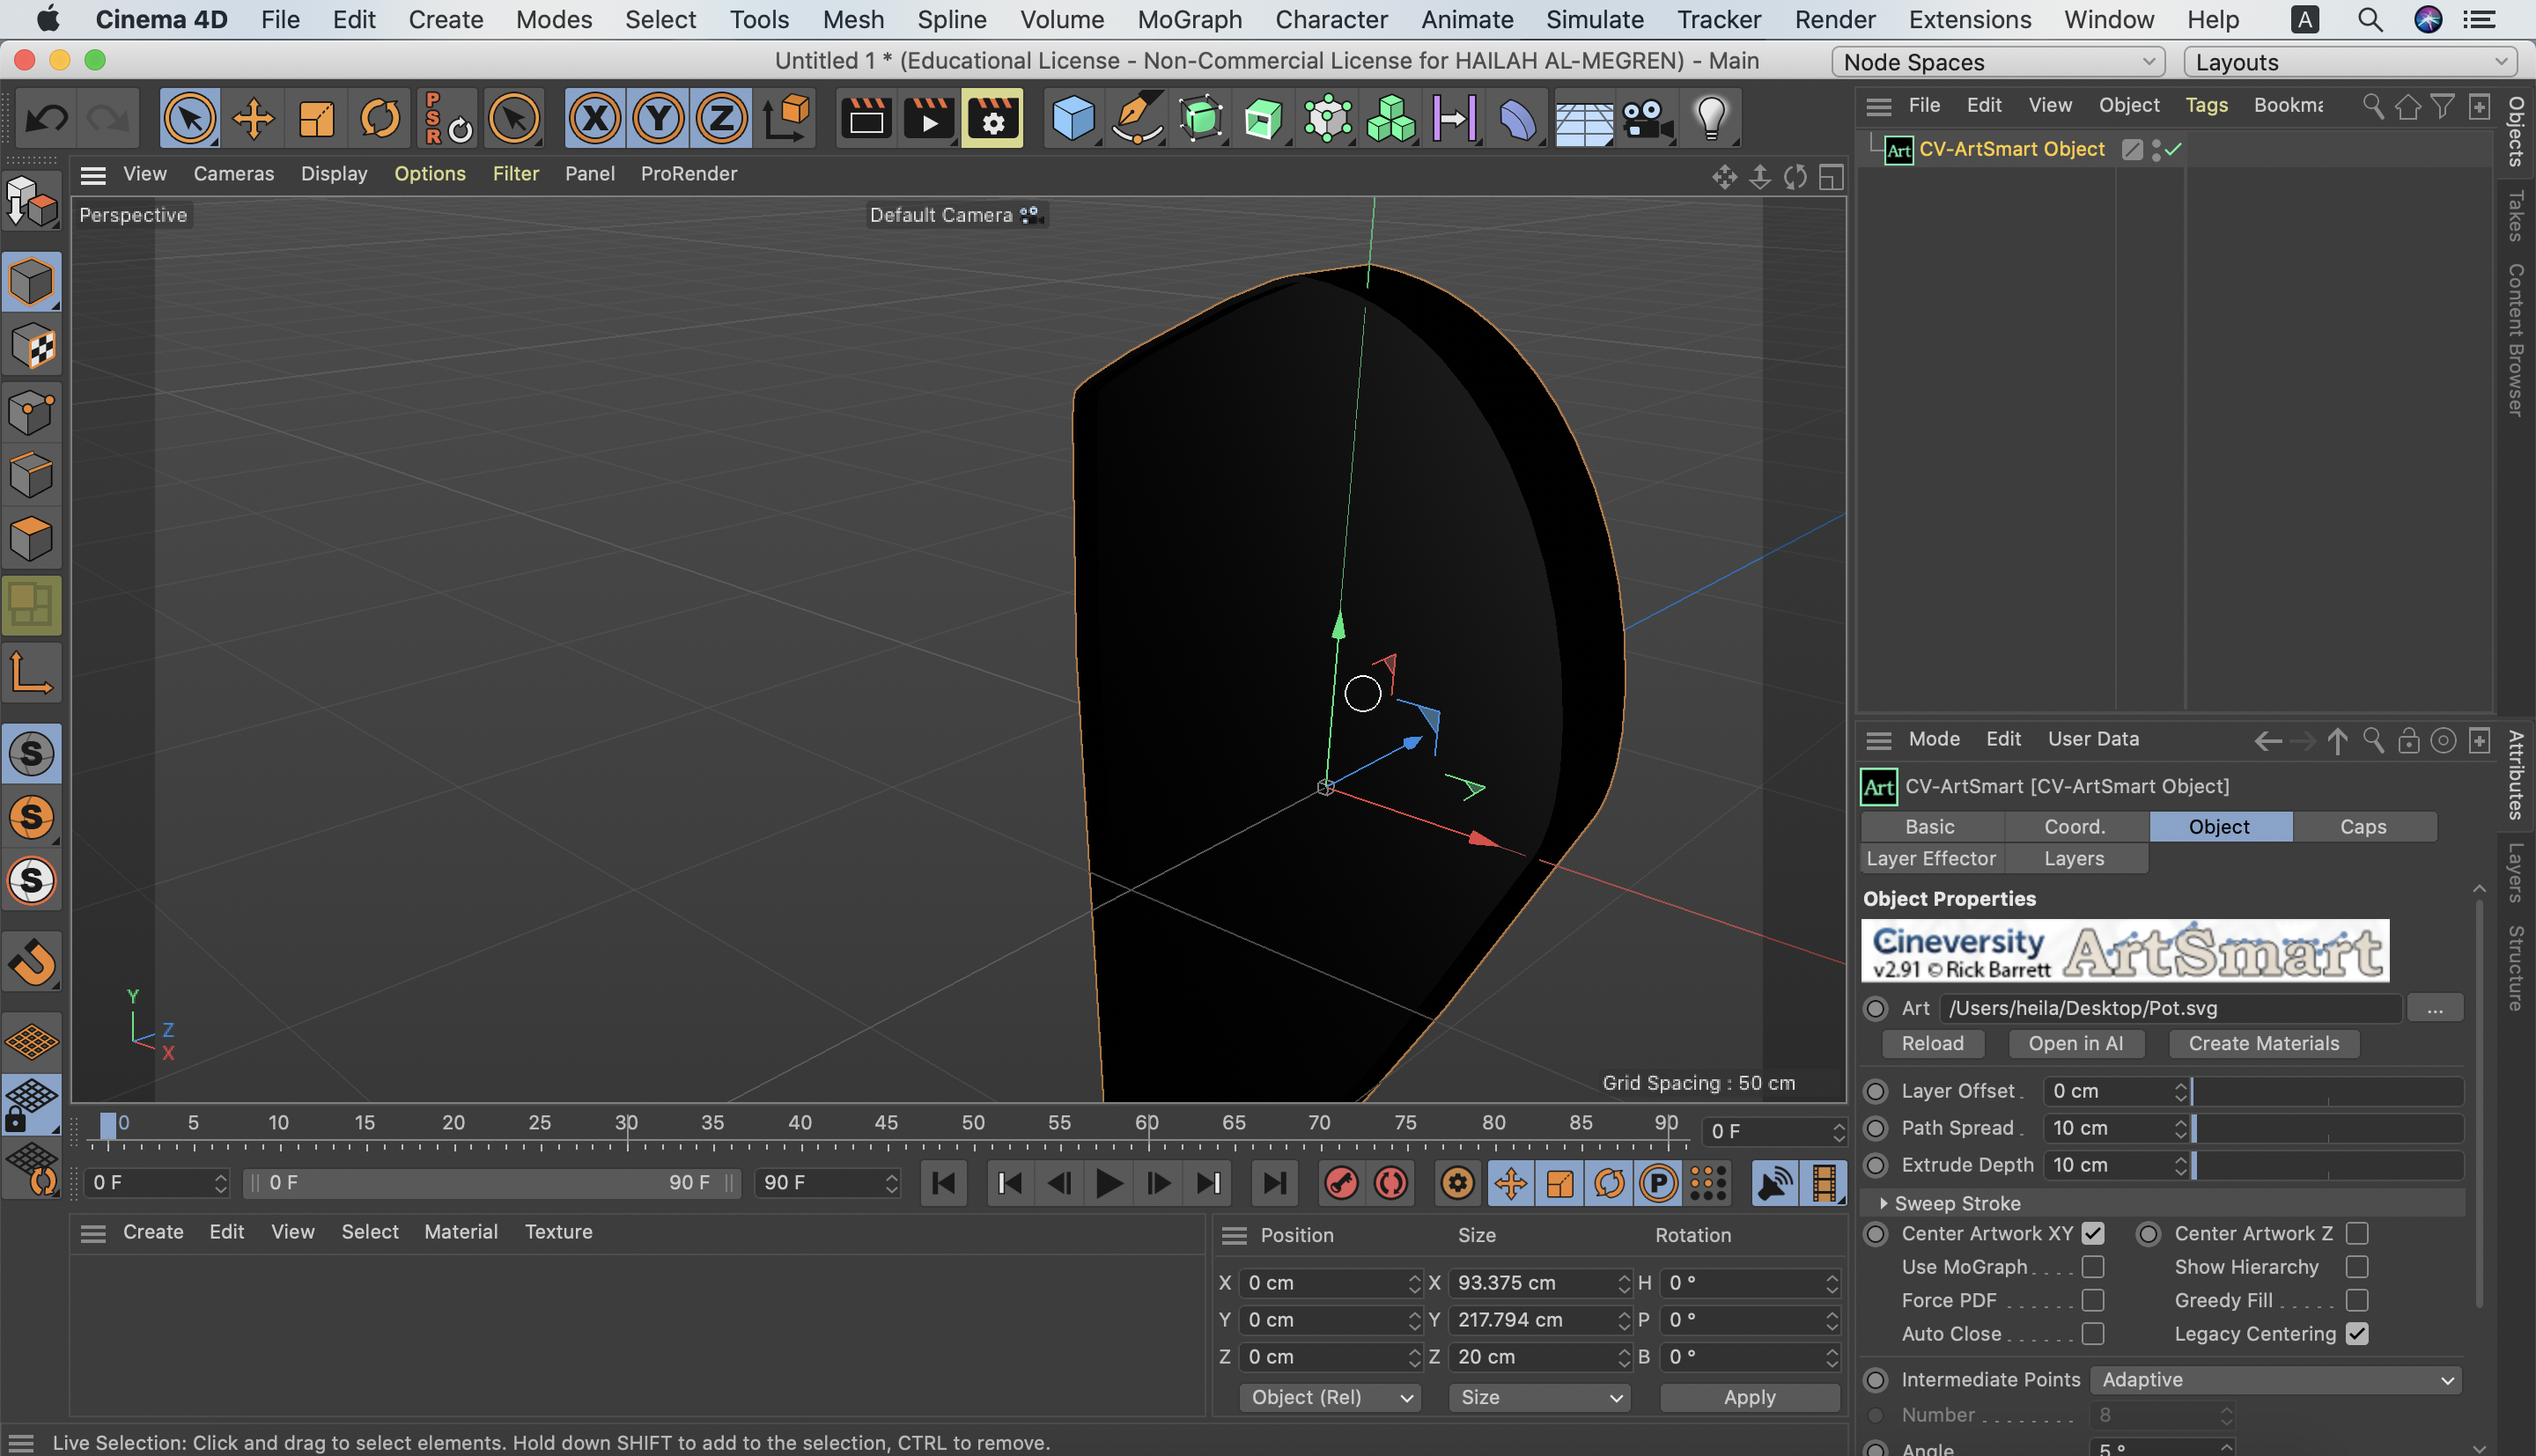 Cinema 4D File Edit Create Modes Select Tools Mesh Spline Volume MoGraph Character Animate Simulate Tracker Render Extensions Window Help A
Untitled 1 * (Educational License - Non-Commercial License for HAILAH AL-MEGREN) - Main
Node Spaces
Layouts
PSR
X Y Z
File Edit View Object Tags Bookma
Objects
Takes
Content Browser
Art CV-ArtSmart Object
View Cameras Display Options Filter Panel ProRender
Perspective
Default Camera
Y
Z
X
Grid Spacing : 50 cm
S
S
S
Mode Edit User Data
Attributes
Layers
Structure
Art CV-ArtSmart [CV-ArtSmart Object]
Basic Coord. Object Caps
Layer Effector Layers
Object Properties
Cineversity ArtSmart
v2.91 © Rick Barrett
Art /Users/heila/Desktop/Pot.svg ...
Reload Open in AI Create Materials
Layer Offset 0 cm
Path Spread 10 cm
Extrude Depth 10 cm
Sweep Stroke
Center Artwork XY Center Artwork Z
Use MoGraph Show Hierarchy
Force PDF Greedy Fill
Auto Close Legacy Centering
Intermediate Points Adaptive
Number 8
Angle 5 °
0 5 10 15 20 25 30 35 40 45 50 55 60 65 70 75 80 85 90 0 F
0 F 0 F 90 F 90 F P
Create Edit View Select Material Texture
Position Size Rotation
X 0 cm X 93.375 cm H 0 °
Y 0 cm Y 217.794 cm P 0 °
Z 0 cm Z 20 cm B 0 °
Object (Rel) Size Apply
Live Selection: Click and drag to select elements. Hold down SHIFT to add to the selection, CTRL to remove.